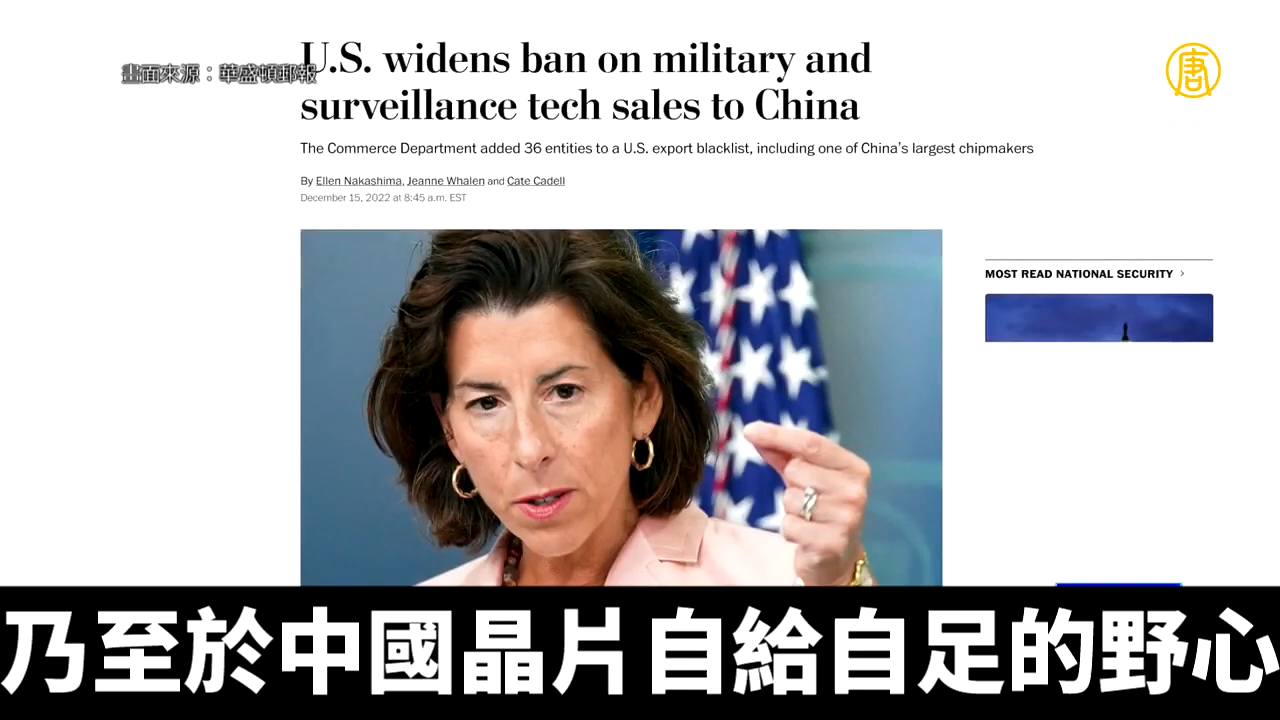 U.S. widens ban on military and
surveillance tech sales to China
畫面來源：華盛頓郵報
唐
The Commerce Department added 36 entities to a U.S. export blacklist, including one of China's largest chipmakers
By Ellen Nakashima, Jeanne Whalen and Cate Cadell
December 15, 2022 at 8:45 a.m. EST
MOST READ NATIONAL SECURITY >
乃至於中國晶片自給自足的野心